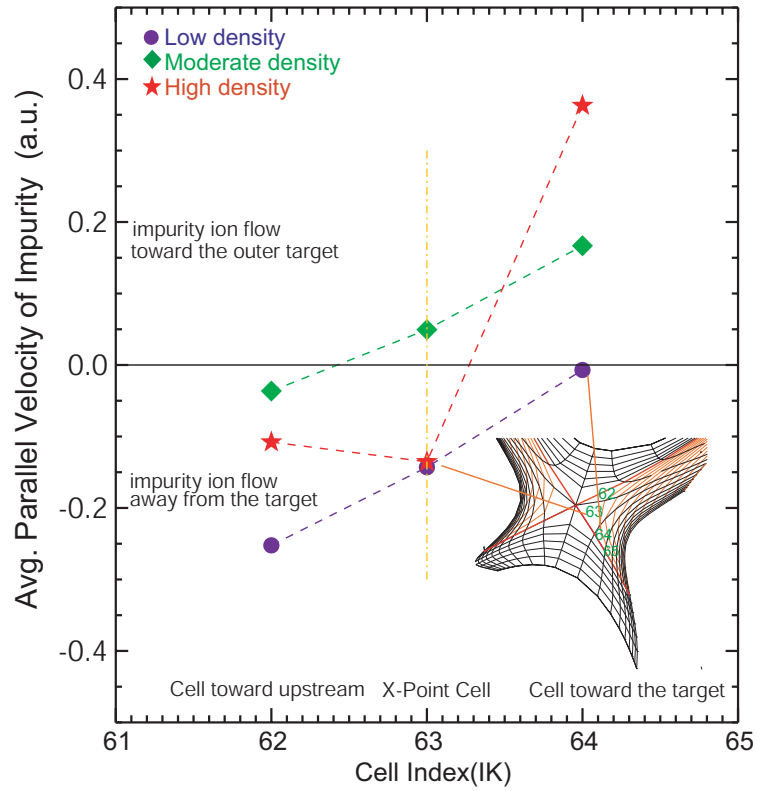 Low density
Moderate density
High density
Avg. Parallel Velocity of Impurity (a.u.)
0.4
0.2
0.0
-0.2
-0.4
impurity ion flow
toward the outer target
impurity ion flow
away from the target
62
63
64
65
Cell toward upstream
X-Point Cell
Cell toward the target
61
62
63
64
65
Cell Index(IK)